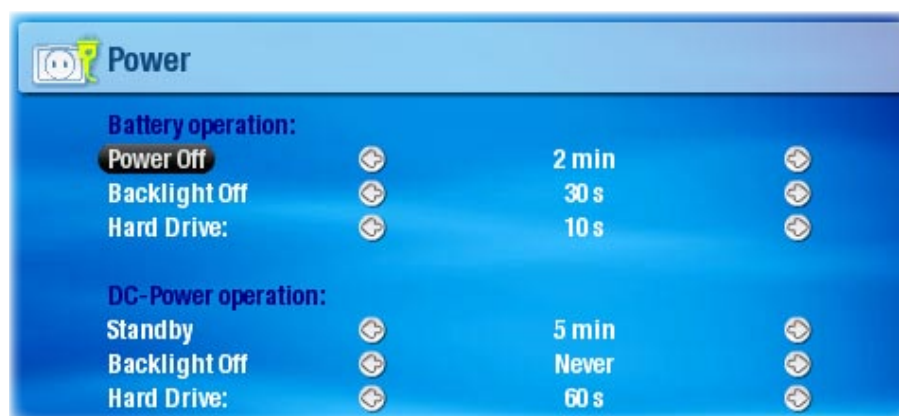 Power
Battery operation:
Power Off 2 min
Backlight Off 30 s
Hard Drive: 10 s
DC-Power operation:
Standby 5 min
Backlight Off Never
Hard Drive: 60 s